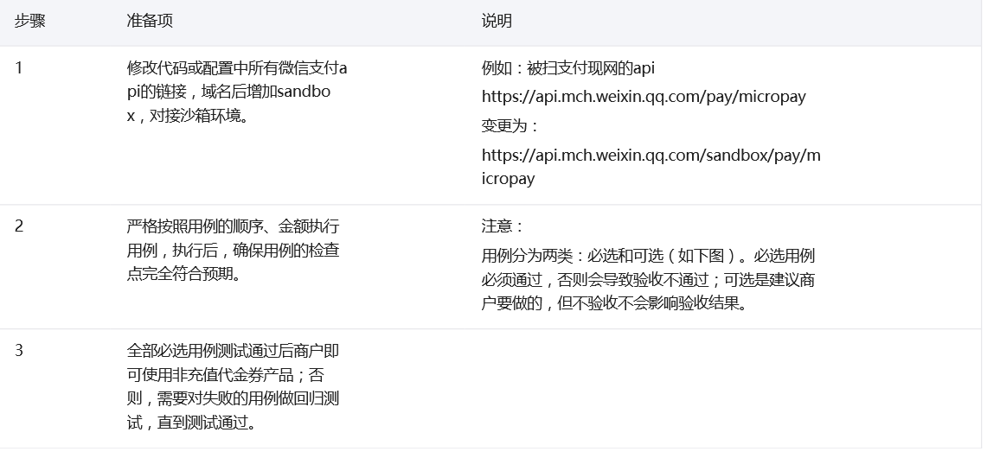 步骤
准备项
说明
1
修改代码或配置中所有微信支付a
pi的链接，域名后增加sandbo
x，对接沙箱环境。
例如：被扫支付现网的api
https://api.mch.weixin.qq.com/pay/micropay
变更为：
https://api.mch.weixin.qq.com/sandbox/pay/m
icropay
2
严格按照用例的顺序、金额执行
用例，执行后，确保用例的检查
点完全符合预期。
注意：
用例分为两类：必选和可选（如下图）。必选用例
必须通过，否则会导致验收不通过；可选是建议商
户要做的，但不验收不会影响验收结果。
3
全部必选用例测试通过后商户即
可使用非充值代金券产品；否
则，需要对失败的用例做回归测
试，直到测试通过。